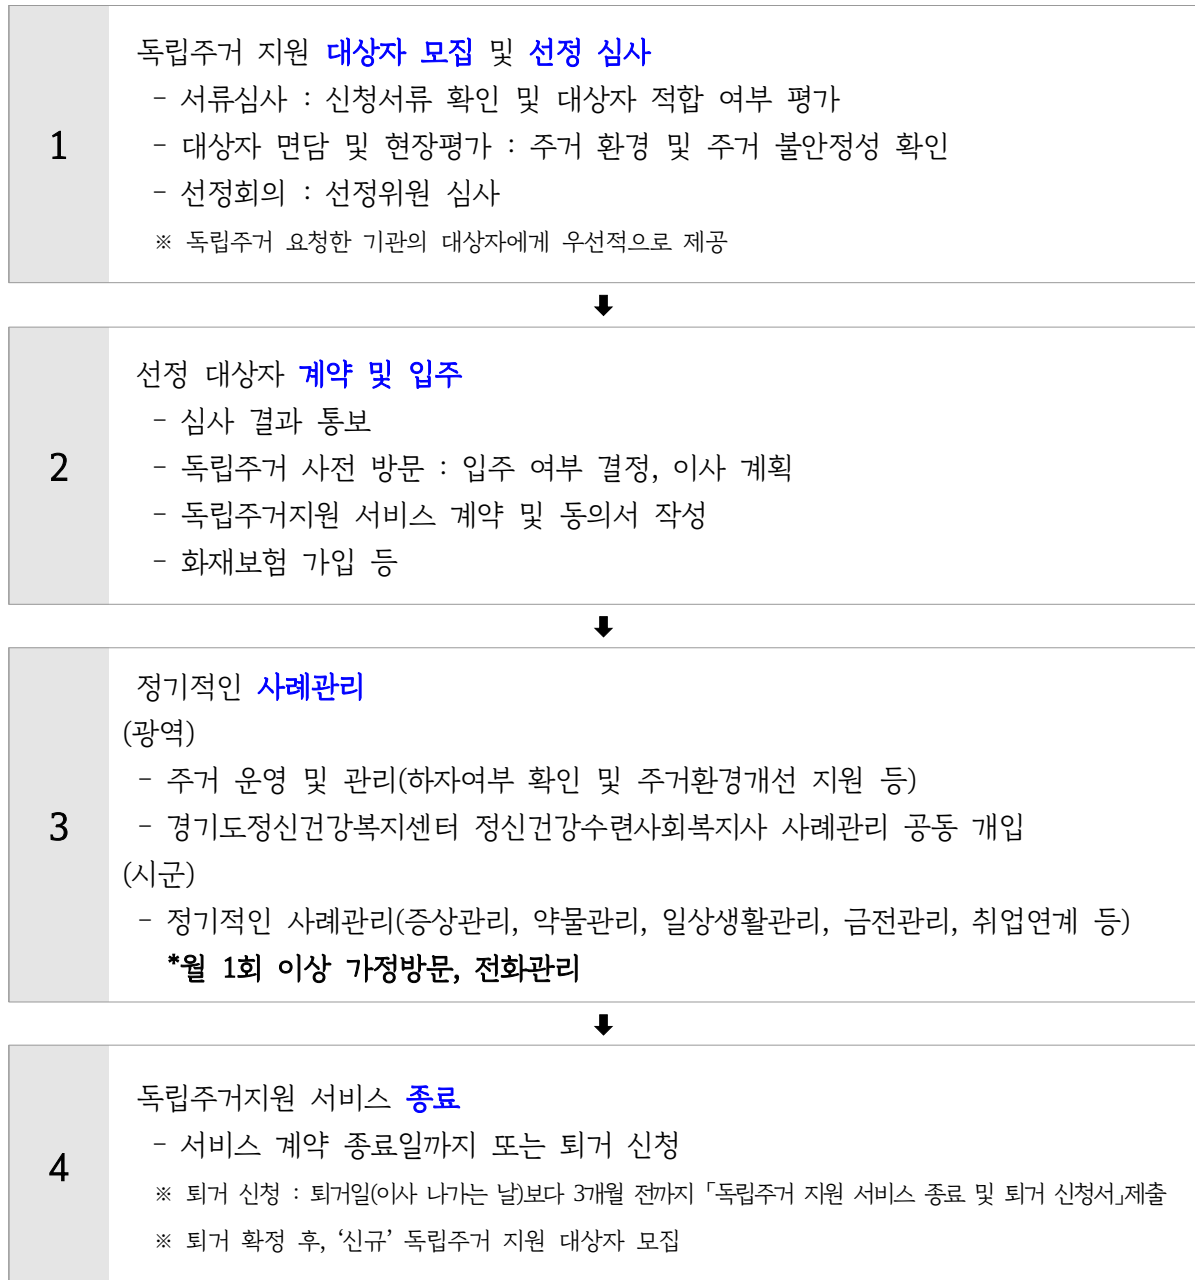 독립주거 지원 대상자 모집 및 선정 심사
- 서류심사 : 신청서류 확인 및 대상자 적합 여부 평가
1
- 대상자 면담 및 현장평가 : 주거 환경 및 주거 불안정성 확인
- 선정회의 : 선정위원 심사
※ 독립주거 요청한 기관의 대상자에게 우선적으로 제공
⬇
선정 대상자 계약 및 입주
- 심사 결과 통보
2
- 독립주거 사전 방문 : 입주 여부 결정, 이사 계획
- 독립주거지원 서비스 계약 및 동의서 작성
- 화재보험 가입 등
⬇
정기적인 사례관리
(광역)
- 주거 운영 및 관리(하자여부 확인 및 주거환경개선 지원 등)
3
- 경기도정신건강복지센터 정신건강수련사회복지사 사례관리 공동 개입
(시군)
- 정기적인 사례관리(증상관리, 약물관리, 일상생활관리, 금전관리, 취업연계 등)
*월 1회 이상 가정방문, 전화관리
⬇
독립주거지원 서비스 종료
- 서비스 계약 종료일까지 또는 퇴거 신청
4
※ 퇴거 신청 : 퇴거일(이사 나가는 날)보다 3개월 전까지 「독립주거 지원 서비스 종료 및 퇴거 신청서」제출
※ 퇴거 확정 후, ‘신규’ 독립주거 지원 대상자 모집